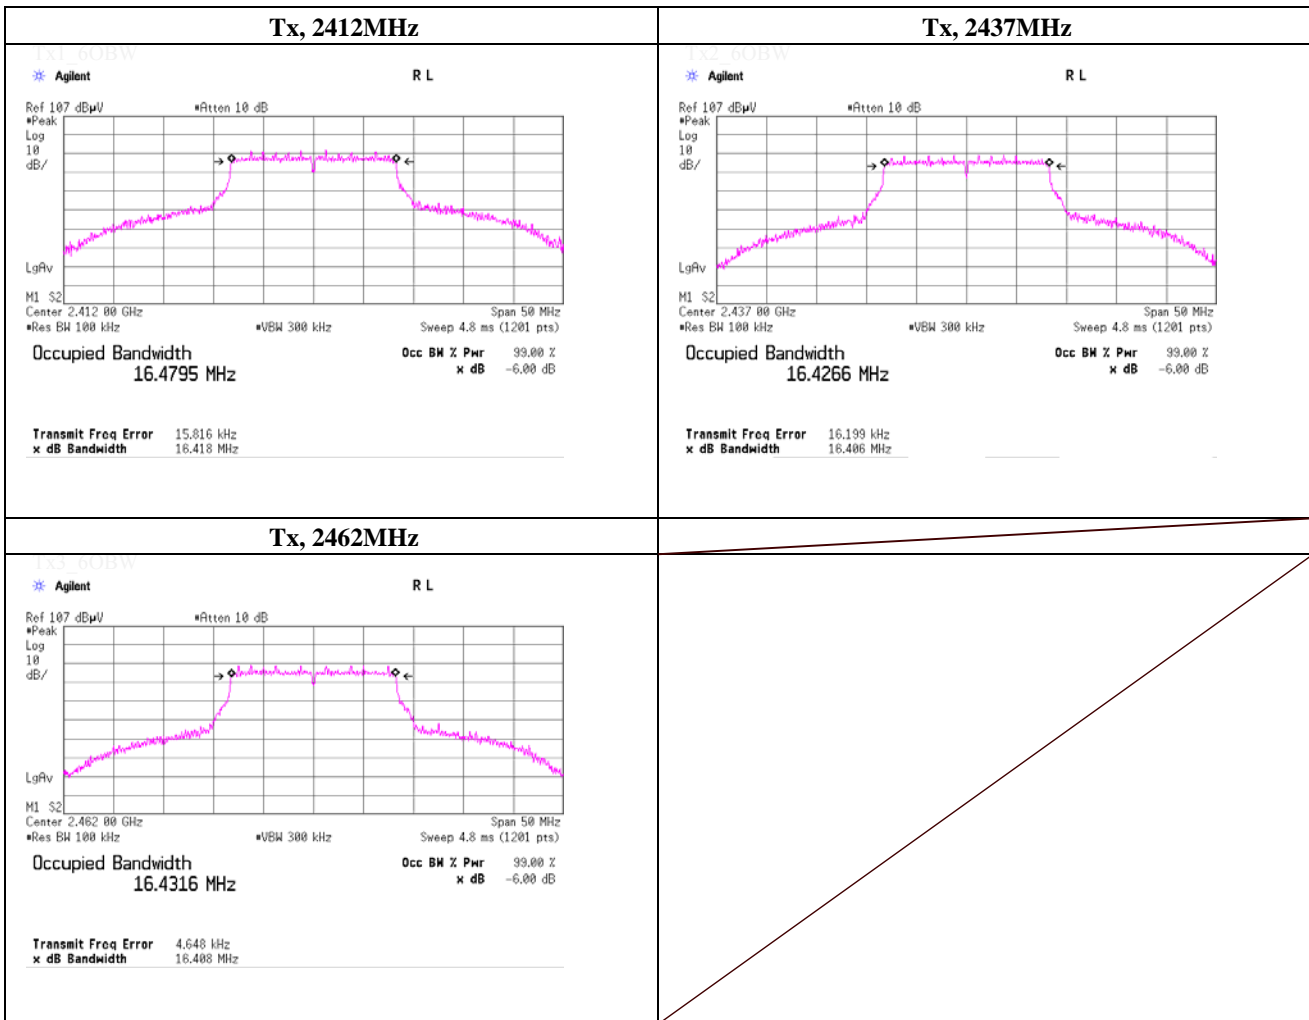 Tx, 2412MHz
Tx1_6OBW
Agilent R L
Ref 107 dBµV #Atten 10 dB
#Peak
Log
10
dB/
LgAv
M1 S2
Center 2.412 00 GHz Span 50 MHz
#Res BW 100 kHz #VBW 300 kHz Sweep 4.8 ms (1201 pts)
Occupied Bandwidth Occ BW % Pwr 99.00 %
16.4795 MHz x dB -6.00 dB
Transmit Freq Error 15.816 kHz
x dB Bandwidth 16.418 MHz
Tx, 2437MHz
Tx2_6OBW
Agilent R L
Ref 107 dBµV #Atten 10 dB
#Peak
Log
10
dB/
LgAv
M1 S2
Center 2.437 00 GHz Span 50 MHz
#Res BW 100 kHz #VBW 300 kHz Sweep 4.8 ms (1201 pts)
Occupied Bandwidth Occ BW % Pwr 99.00 %
16.4266 MHz x dB -6.00 dB
Transmit Freq Error 16.199 kHz
x dB Bandwidth 16.406 MHz
Tx, 2462MHz
Tx3_6OBW
Agilent R L
Ref 107 dBµV #Atten 10 dB
#Peak
Log
10
dB/
LgAv
M1 S2
Center 2.462 00 GHz Span 50 MHz
#Res BW 100 kHz #VBW 300 kHz Sweep 4.8 ms (1201 pts)
Occupied Bandwidth Occ BW % Pwr 99.00 %
16.4316 MHz x dB -6.00 dB
Transmit Freq Error 4.648 kHz
x dB Bandwidth 16.408 MHz